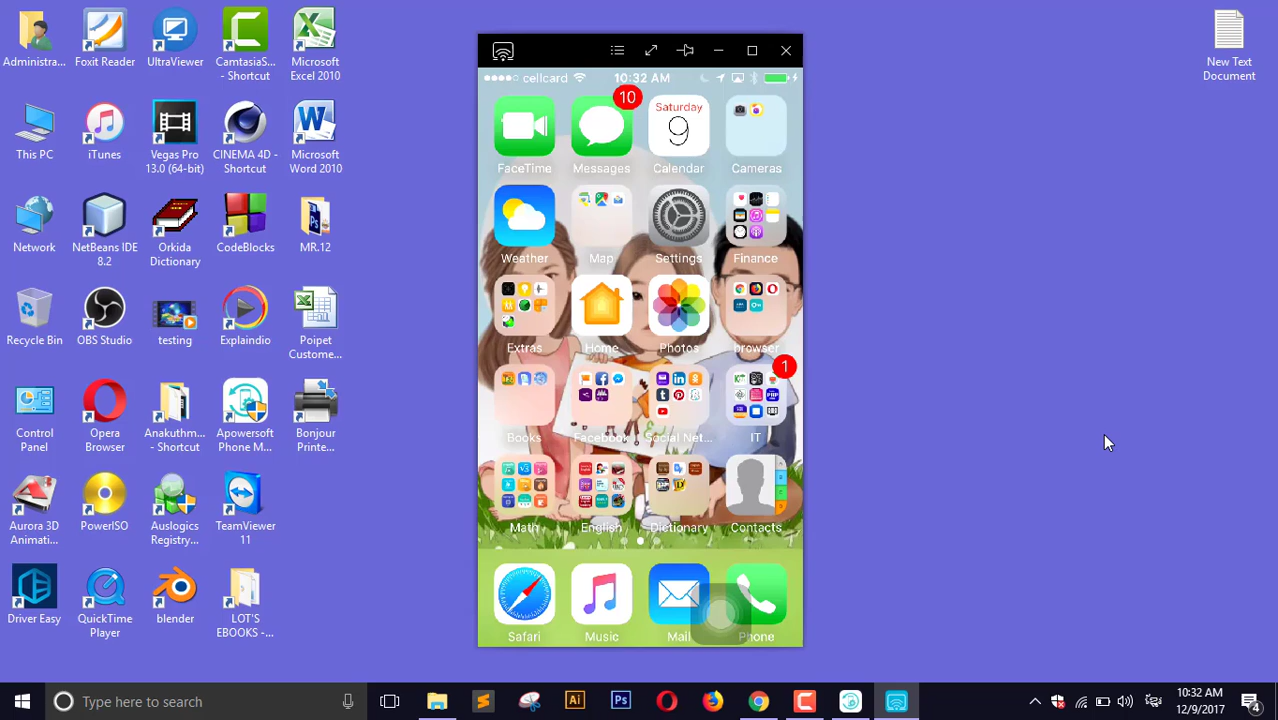 Administra...
Foxit Reader
UltraViewer
CamtasiaS...
- Shortcut
Microsoft
Excel 2010
New Text
Document
This PC
iTunes
Vegas Pro
13.0 (64-bit)
CINEMA 4D -
Shortcut
Microsoft
Word 2010
Network
NetBeans IDE
8.2
Orkida
Dictionary
CodeBlocks
MR.12
Recycle Bin
OBS Studio
testing
Explaindio
Poipet
Custome...
Control
Panel
Opera
Browser
Anakuthm...
- Shortcut
Apowersoft
Phone M...
Bonjour
Printe...
Aurora 3D
Animati...
PowerISO
Auslogics
Registry...
TeamViewer
11
Driver Easy
QuickTime
Player
blender
LOT'S
EBOOKS -...
cellcard
10:32 AM
10
Saturday
9
FaceTime
Messages
Calendar
Cameras
Weather
Map
Settings
Finance
Extras
Home
Photos
browser
1
Books
Facebook
Social Net...
IT
Math
English
Dictionary
Contacts
Safari
Music
Mail
Phone
Type here to search
Ai
Ps
10:32 AM
12/9/2017
4